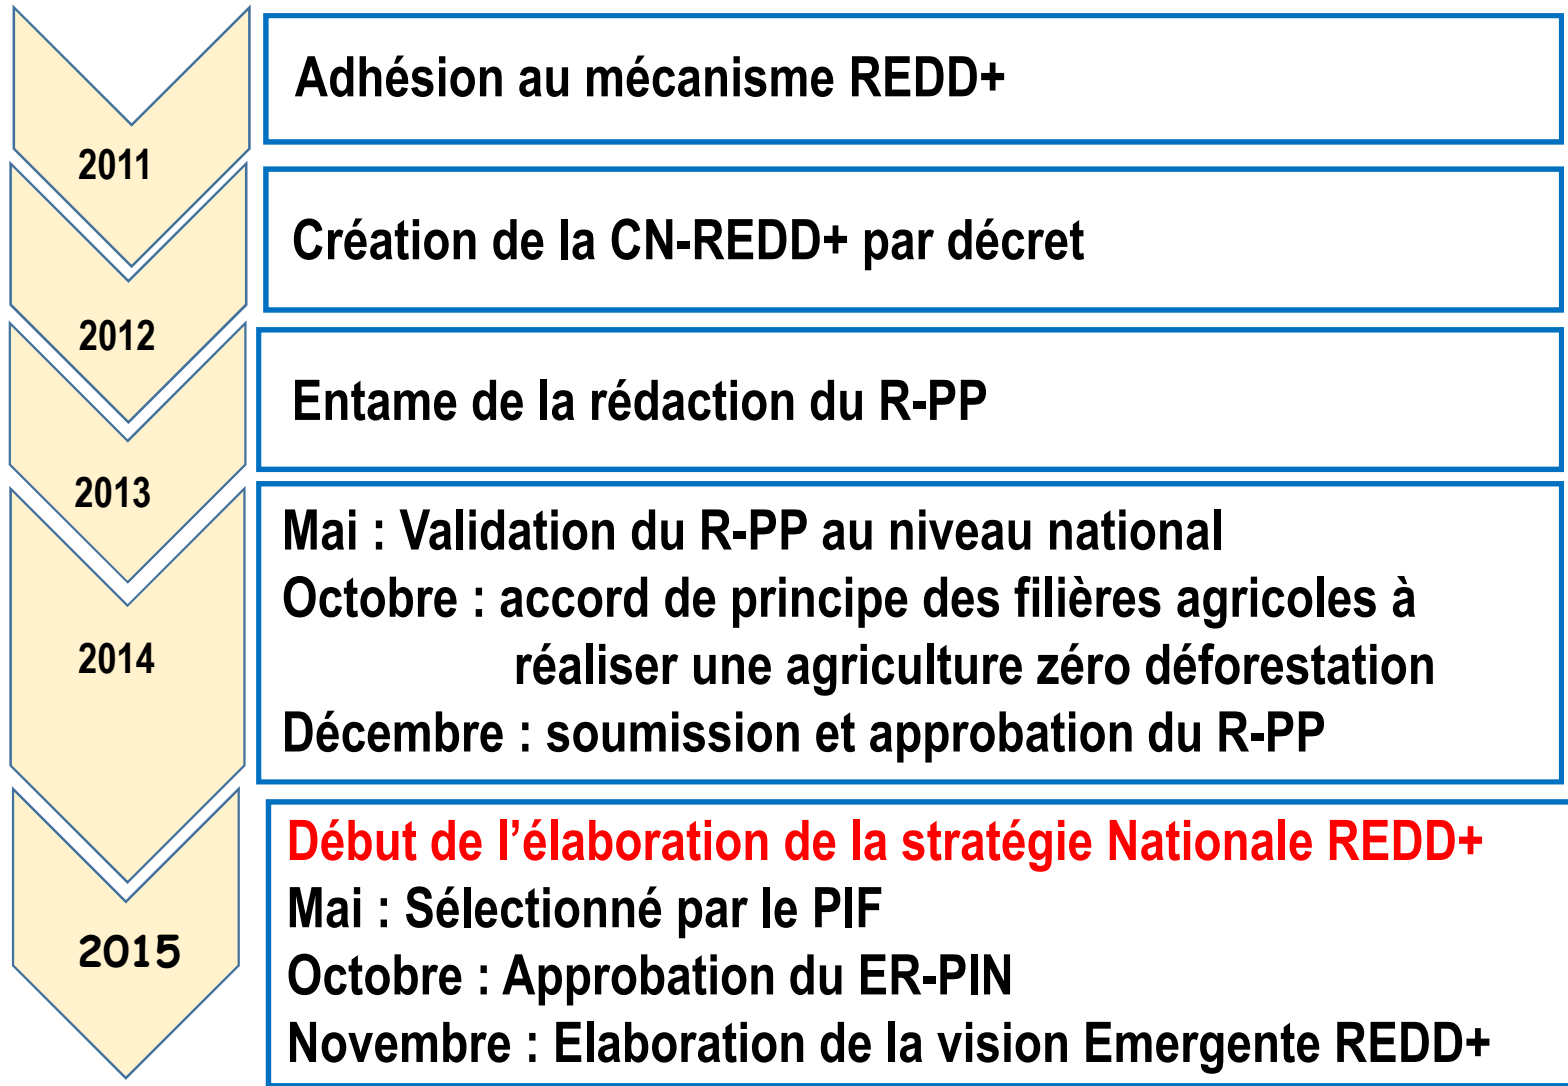 2011
Adhésion au mécanisme REDD+
2012
Création de la CN-REDD+ par décret
2013
Entame de la rédaction du R-PP
2014
Mai : Validation du R-PP au niveau national
Octobre : accord de principe des filières agricoles à
réaliser une agriculture zéro déforestation
Décembre : soumission et approbation du R-PP
2015
Début de l’élaboration de la stratégie Nationale REDD+
Mai : Sélectionné par le PIF
Octobre : Approbation du ER-PIN
Novembre : Elaboration de la vision Emergente REDD+